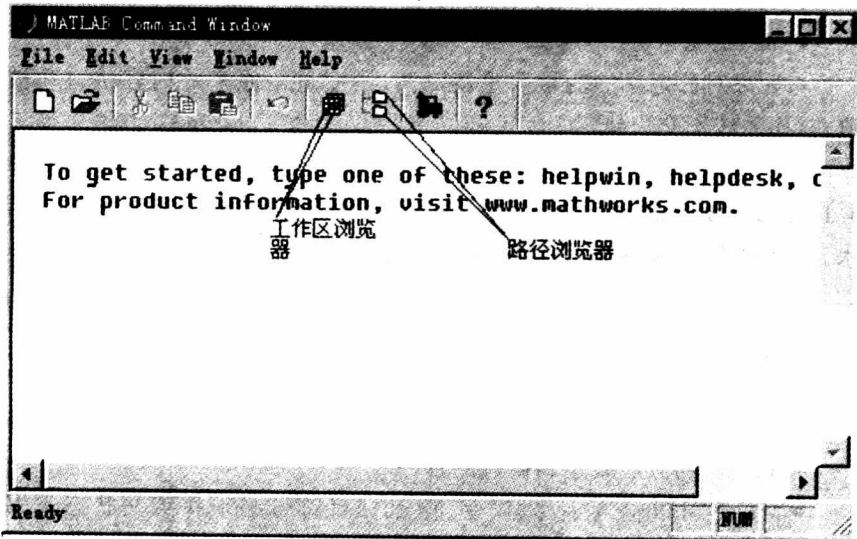 MATLAB Command Window
File Edit View Window Help
?
To get started, type one of these: helpwin, helpdesk,
For product information, visit www.mathworks.com.
工作区浏览
器
路径浏览器
Ready
NUM